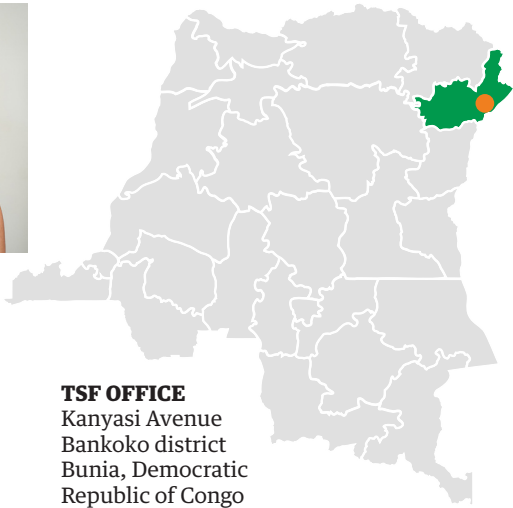 TSF OFFICE
Kanyasi Avenue
Bankoko district
Bunia, Democratic
Republic of Congo